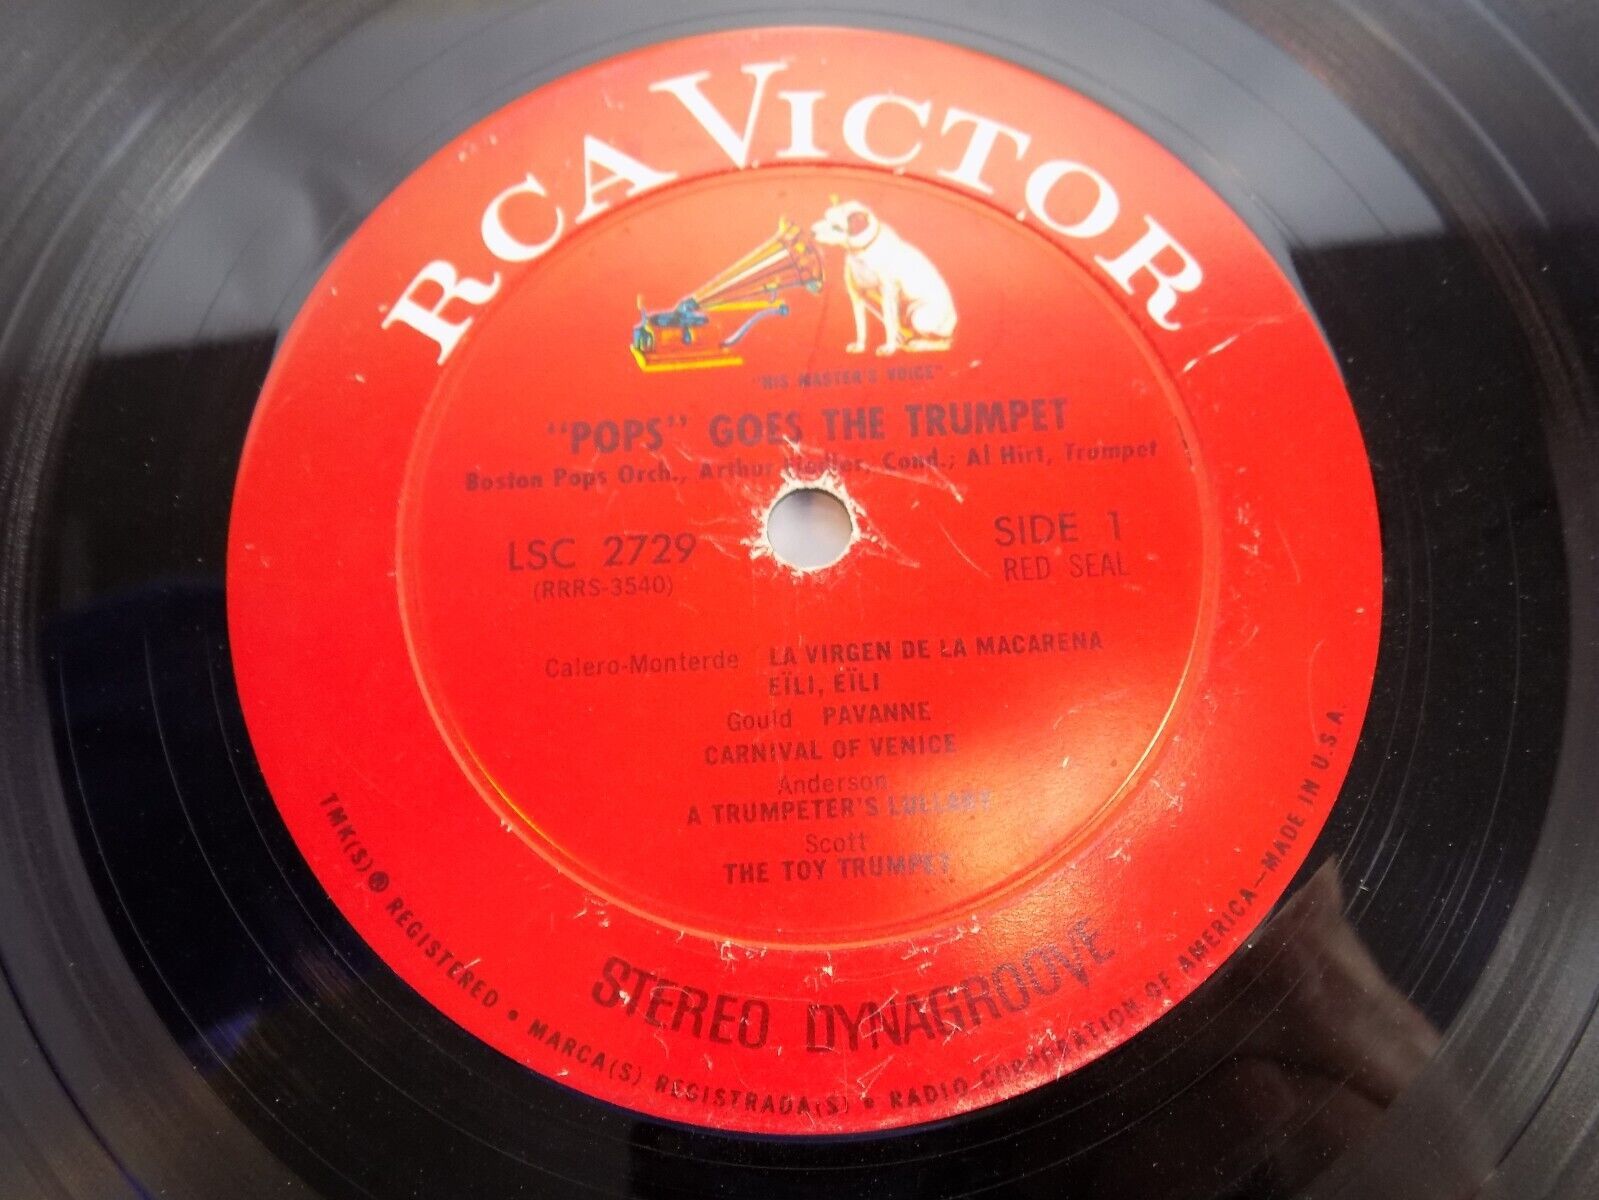 RCA VICTOR
"HIS MASTER'S VOICE"
"POPS" GOES THE TRUMPET
Boston Pops Orch., Arthur Fiedler, Cond.; Al Hirt, Trumpet
LSC 2729
(RRRS-3540)
SIDE 1
RED SEAL
Calero-Monterde LA VIRGEN DE LA MACARENA
EÏLI, EÏLI
Gould PAVANNE
CARNIVAL OF VENICE
Anderson
A TRUMPETER'S LULLABY
Scott
THE TOY TRUMPET
STEREO DYNAGROOVE
TMK(S) ® REGISTERED • MARCA(S) REGISTRADA(S) • RADIO CORPORATION OF AMERICA—MADE IN U.S.A.